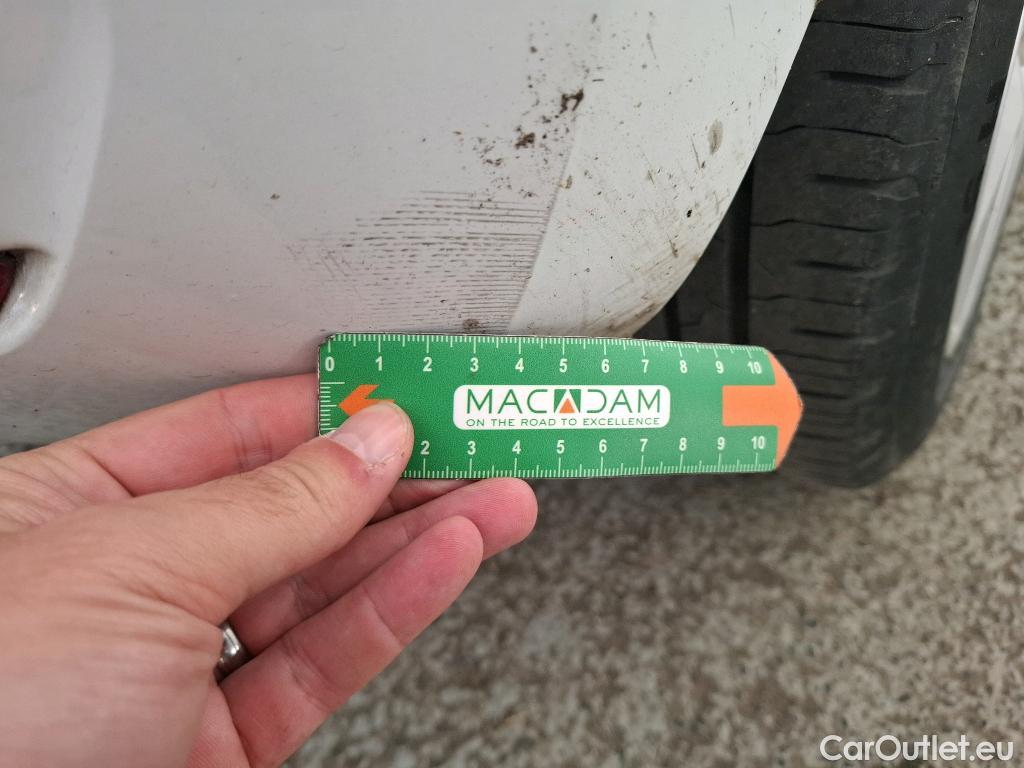 0 1 2 3 4 5 6 7 8 9 10
MACADAM
ON THE ROAD TO EXCELLENCE
2 3 4 5 6 7 8 9 10
CarOutlet.eu